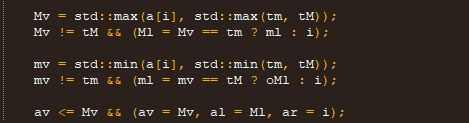 Mv = std::max(a[i], std::max(tm, tM));
Mv != tM && (Ml = Mv == tm ? ml : i);
mv = std::min(a[i], std::min(tm, tM));
mv != tm && (ml = mv == tM ? oMl : i);
av <= Mv && (av = Mv, al = Ml, ar = i);